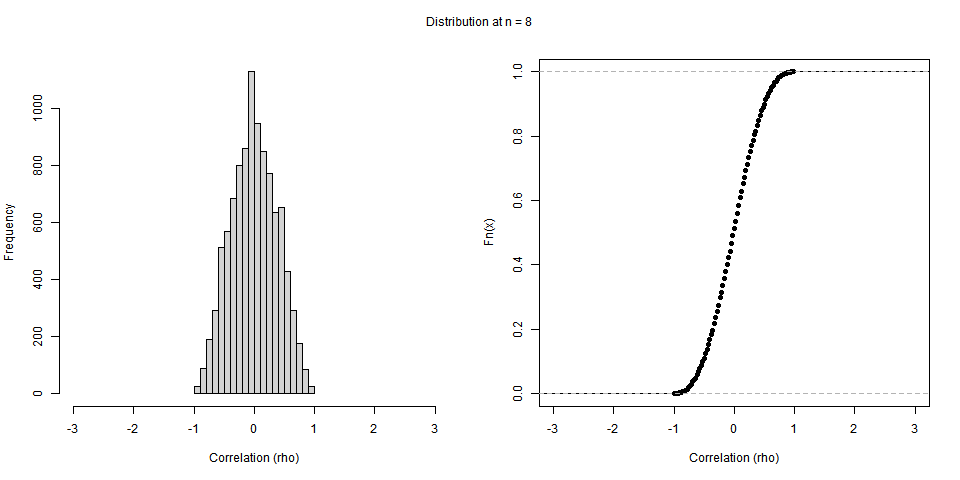 Distribution at n = 8
Frequency
1000
800
600
400
200
0
-3 -2 -1 0 1 2 3
Correlation (rho)
Fn(x)
1.0
0.8
0.6
0.4
0.2
0.0
-3 -2 -1 0 1 2 3
Correlation (rho)